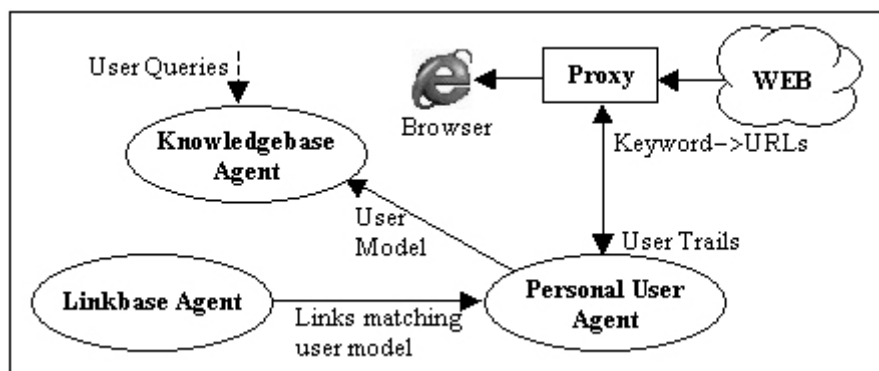 User Queries
Knowledgebase
Agent
Browser
Proxy
WEB
Keyword->URLs
User
Model
User Trails
Linkbase Agent
Links matching
user model
Personal User
Agent